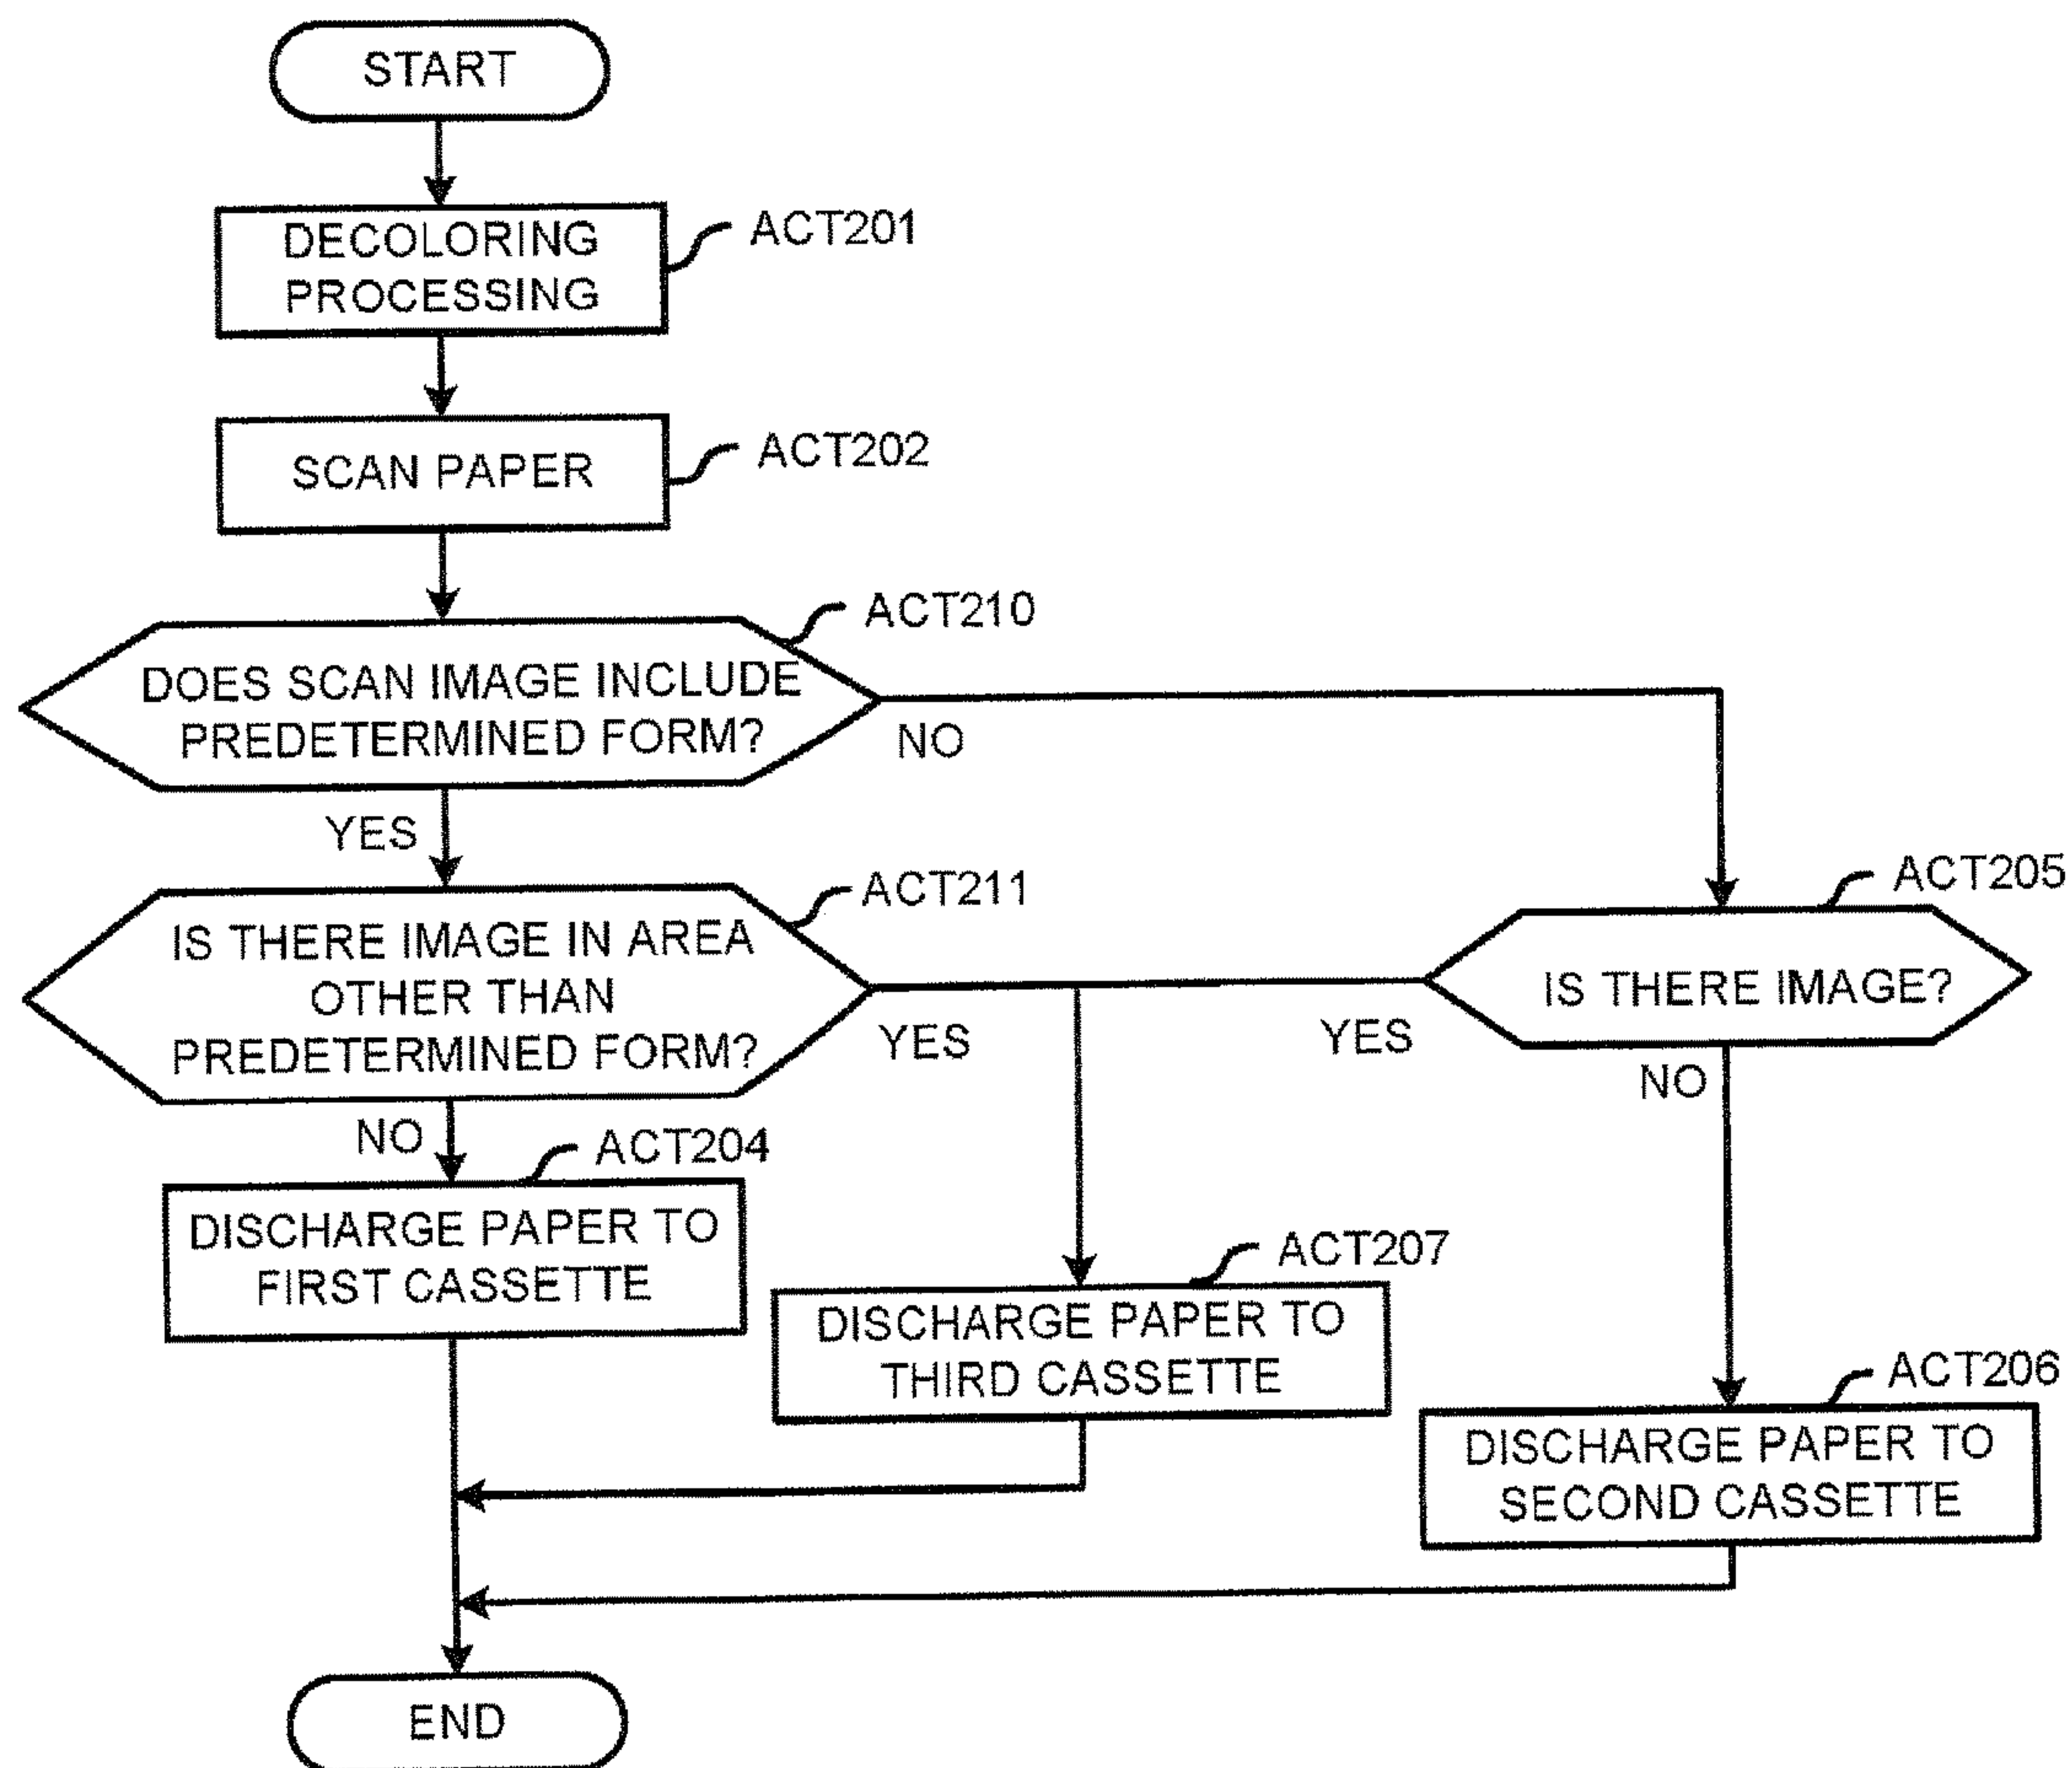 START
DECOLORING
PROCESSING
ACT201
SCAN PAPER
ACT202
ACT210
DOES SCAN IMAGE INCLUDE
PREDETERMINED FORM?
NO
YES
ACT211
IS THERE IMAGE IN AREA
OTHER THAN
PREDETERMINED FORM?
YES
NO
ACT205
IS THERE IMAGE?
YES
NO
ACT204
DISCHARGE PAPER TO
FIRST CASSETTE
ACT207
DISCHARGE PAPER TO
THIRD CASSETTE
ACT206
DISCHARGE PAPER TO
SECOND CASSETTE
END